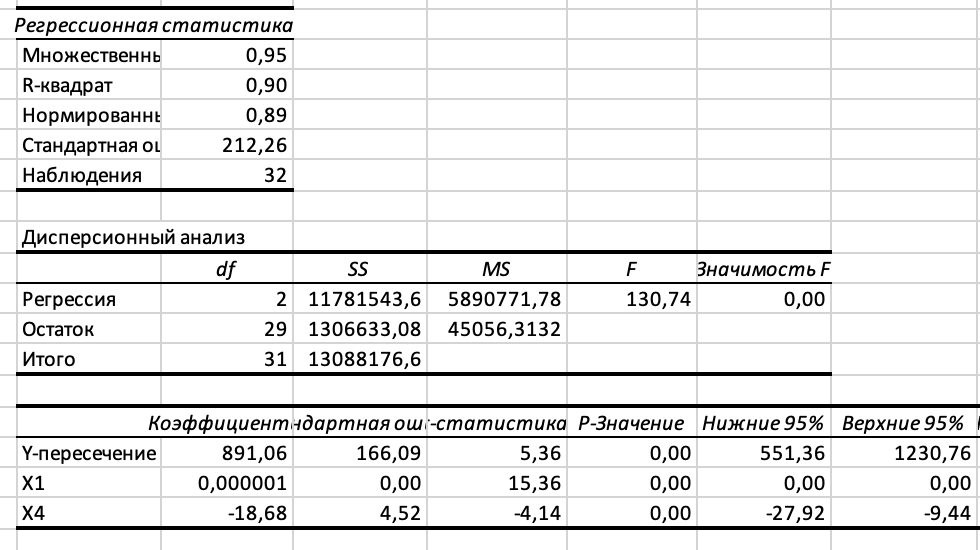 Регрессионная статистика
Множественнь 0,95
R-квадрат 0,90
Нормированнь 0,89
Стандартная 212,26
Наблюдения 32
Дисперсионный анализ
df SS MS F Значимость F
Регрессия 2 11781543,6 5890771,78 130,74 0,00
Остаток 29 1306633,08 45056,3132
Итого 31 13088176,6
Коэффициент ндартная оши -статистика P-Значение Нижние 95% Верхние 95%
Y-пересечение 891,06 166,09 5,36 0,00 551,36 1230,76
X1 0,000001 0,00 15,36 0,00 0,00 0,00
X4 -18,68 4,52 -4,14 0,00 -27,92 -9,44